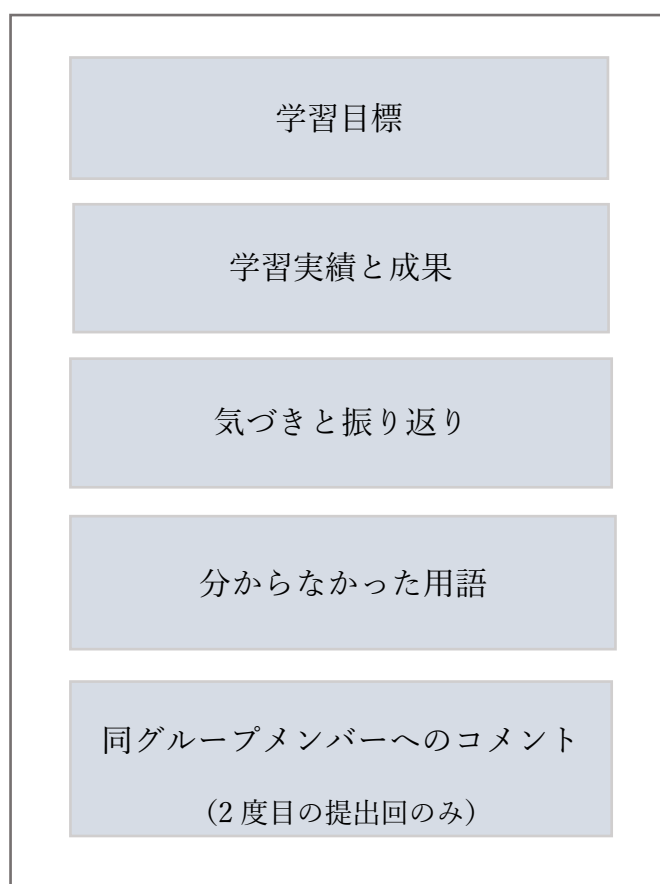 学習目標
学習実績と成果
気づきと振り返り
分からなかった用語
同グループメンバーへのコメント
（2 度目の提出回のみ）